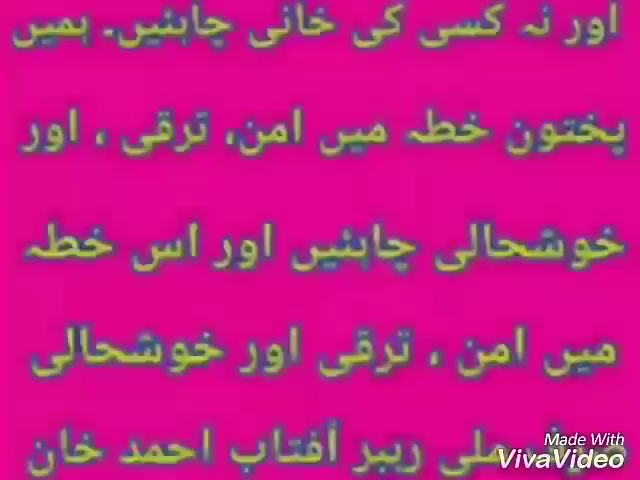 اور نہ کسی کی خانی چاہئیں۔ ہمیں
پختون خطہ میں امن، ترقی ، اور
خوشحالی چاہئیں اور اس خطہ
میں امن ، ترقی اور خوشحالی
ملی رہبر آفتاب احمد خان
Made With
VivaVideo